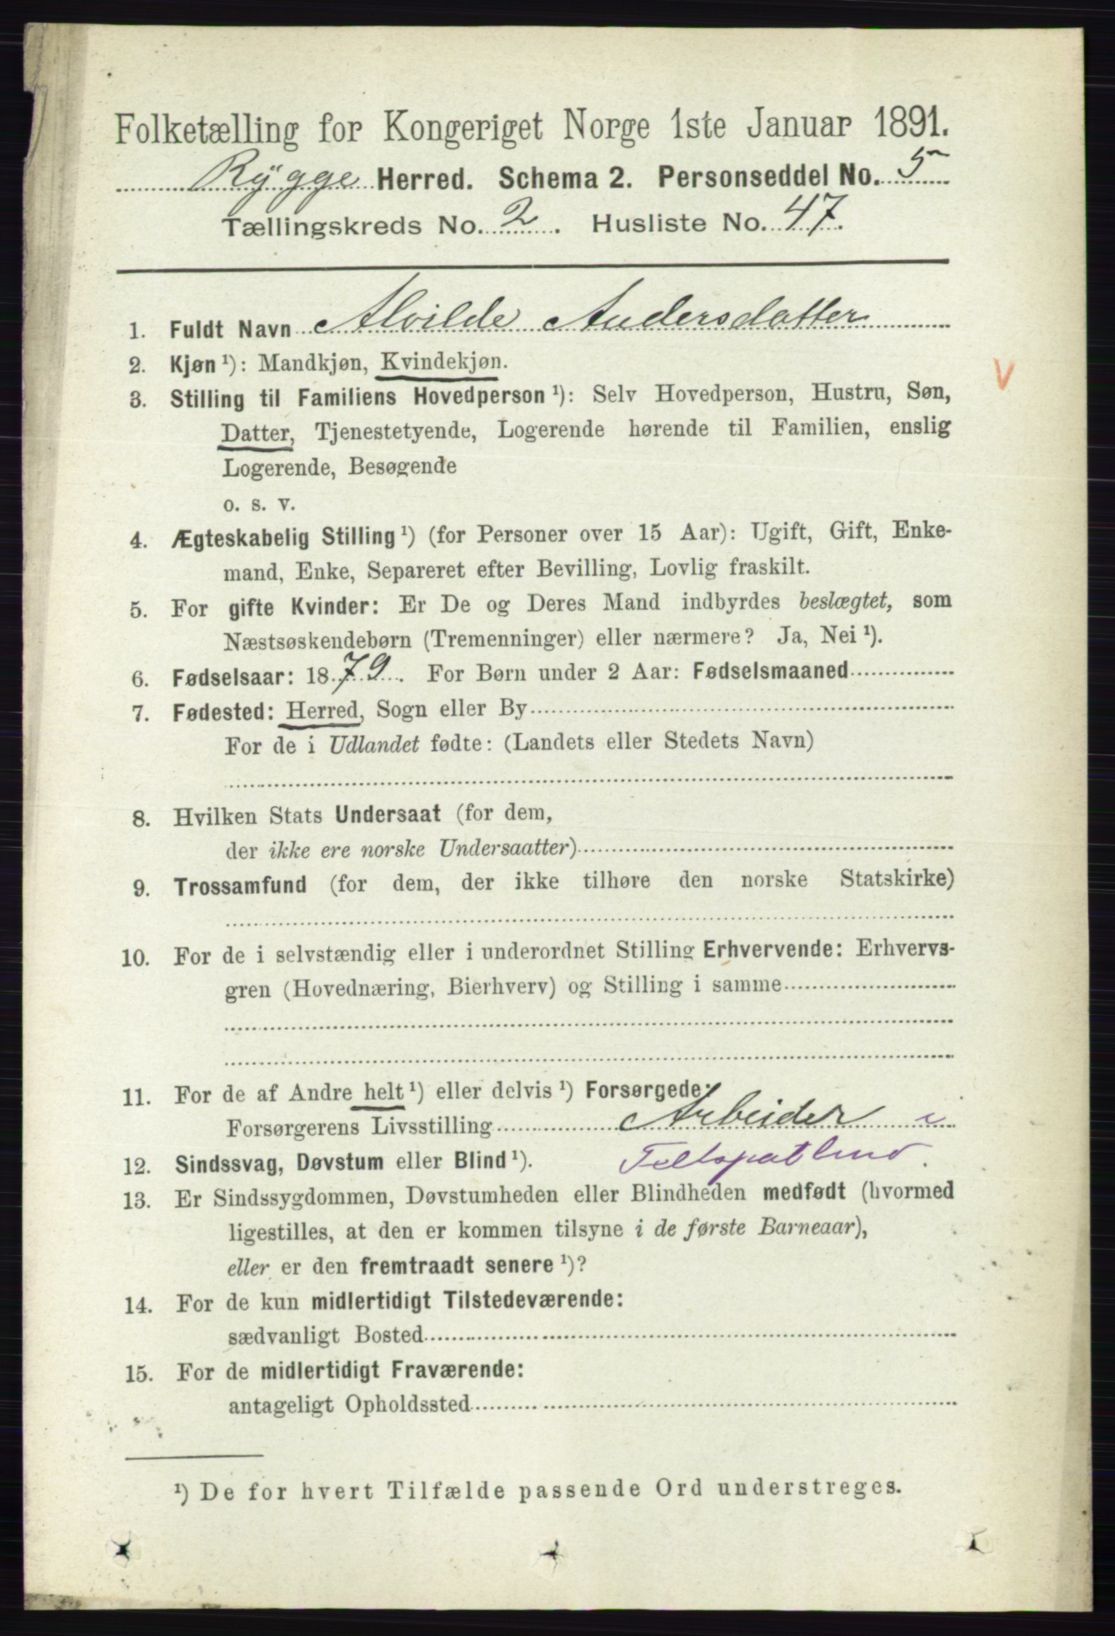 Folketælling for Kongeriget Norge 1ste Januar 1891.
Rygge Herred. Schema 2. Personseddel No. 5
Tællingskreds No. 2. Husliste No. 47.
1. Fuldt Navn Alvilde Andersdatter
2. Kjøn ¹): Mandkjøn, Kvindekjøn.
V
3. Stilling til Familiens Hovedperson ¹): Selv Hovedperson, Hustru, Søn,
Datter, Tjenestetyende, Logerende hørende til Familien, enslig
Logerende, Besøgende
o. s. v.
4. Ægteskabelig Stilling ¹) (for Personer over 15 Aar): Ugift, Gift, Enke-
mand, Enke, Separeret efter Bevilling, Lovlig fraskilt.
5. For gifte Kvinder: Er De og Deres Mand indbyrdes beslægtet, som
Næstsøskendebørn (Tremenninger) eller nærmere? Ja, Nei ¹).
6. Fødselsaar: 1879. For Børn under 2 Aar: Fødselsmaaned
7. Fødested: Herred, Sogn eller By
For de i Udlandet fødte: (Landets eller Stedets Navn)
8. Hvilken Stats Undersaat (for dem,
der ikke ere norske Undersaatter)
9. Trossamfund (for dem, der ikke tilhøre den norske Statskirke)
10. For de i selvstændig eller i underordnet Stilling Erhvervende: Erhvervs-
gren (Hovednæring, Bierhverv) og Stilling i samme
11. For de af Andre helt ¹) eller delvis ¹) Forsørgede:
Forsørgerens Livsstilling Arbeider i
12. Sindssvag, Døvstum eller Blind ¹). Feltspatbrud.
13. Er Sindssygdommen, Døvstumheden eller Blindheden medfødt (hvormed
ligestilles, at den er kommen tilsyne i de første Barneaar),
eller er den fremtraadt senere ¹)?
14. For de kun midlertidigt Tilstedeværende:
sædvanligt Bosted
15. For de midlertidigt Fraværende:
antageligt Opholdssted
¹) De for hvert Tilfælde passende Ord understreges.